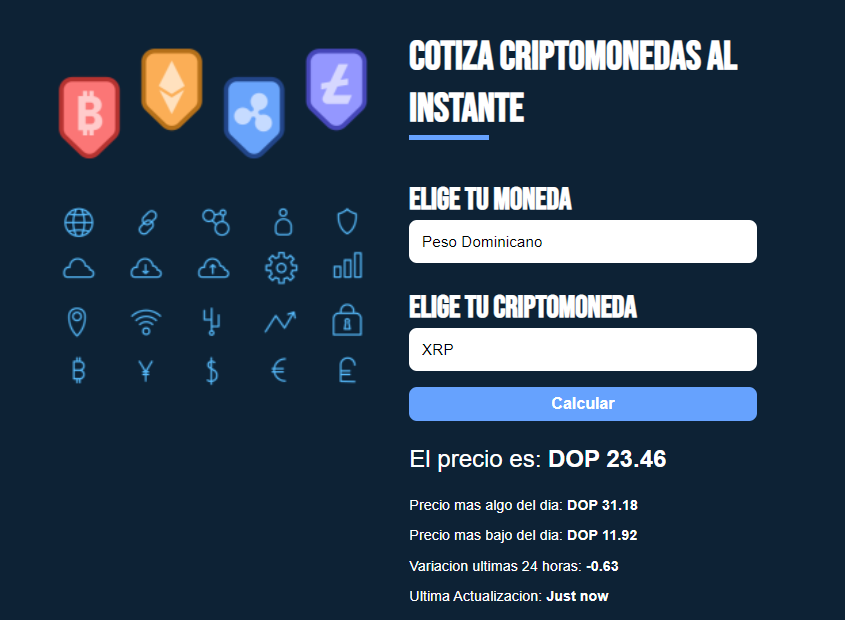 COTIZA CRIPTOMONEDAS AL
INSTANTE
ELIGE TU MONEDA
Peso Dominicano
ELIGE TU CRIPTOMONEDA
XRP
Calcular
El precio es: DOP 23.46
Precio mas algo del dia: DOP 31.18
Precio mas bajo del dia: DOP 11.92
Variacion ultimas 24 horas: -0.63
Ultima Actualizacion: Just now